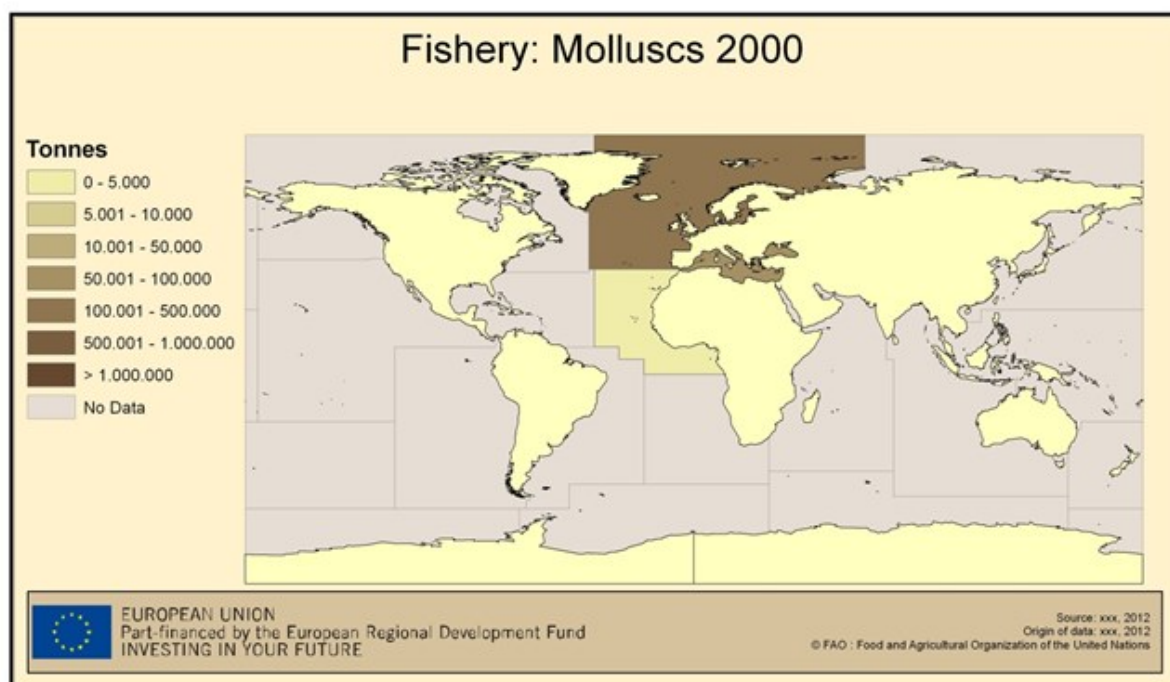 Fishery: Molluscs 2000
Tonnes
0 - 5.000
5.001 - 10.000
10.001 - 50.000
50.001 - 100.000
100.001 - 500.000
500.001 - 1.000.000
> 1.000.000
No Data
EUROPEAN UNION
Part-financed by the European Regional Development Fund
INVESTING IN YOUR FUTURE
Source: xxx, 2012
Origin of data: xxx, 2012
© FAO : Food and Agricultural Organization of the United Nations